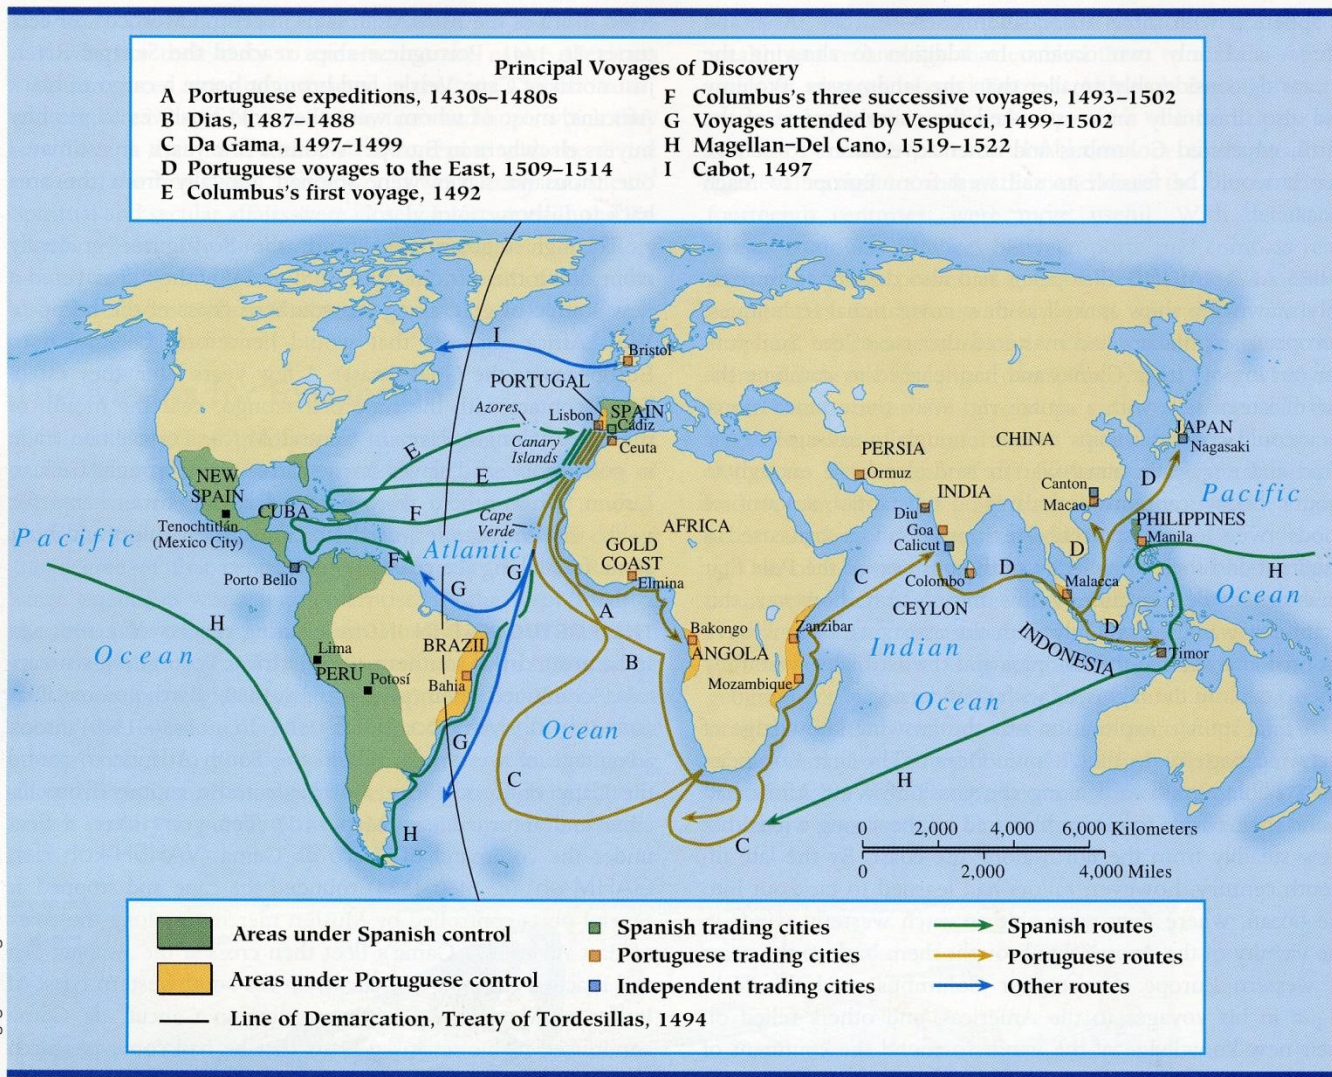 Principal Voyages of Discovery
A Portuguese expeditions, 1430s–1480s
B Dias, 1487–1488
C Da Gama, 1497–1499
D Portuguese voyages to the East, 1509–1514
E Columbus's first voyage, 1492
F Columbus's three successive voyages, 1493–1502
G Voyages attended by Vespucci, 1499–1502
H Magellan–Del Cano, 1519–1522
I Cabot, 1497
I
Bristol
PORTUGAL
Azores
Lisbon
SPAIN
Cádiz
Ceuta
Canary
Islands
E
E
F
NEW
SPAIN
CUBA
Tenochtitlán
(Mexico City)
Porto Bello
Cape
Verde
Pacific
Ocean
Atlantic
Ocean
F
G
G
H
Lima
PERU
Potosí
BRAZIL
Bahia
G
H
AFRICA
GOLD
COAST
Elmina
A
B
C
Bakongo
ANGOLA
Zanzibar
Mozambique
C
C
PERSIA
Ormuz
INDIA
Diu
Goa
Calicut
Colombo
CEYLON
CHINA
Canton
Macao
JAPAN
Nagasaki
D
Pacific
Ocean
PHILIPPINES
Manila
H
D
D
Malacca
D
INDONESIA
Timor
Indian
Ocean
H
0 2,000 4,000 6,000 Kilometers
0 2,000 4,000 Miles
Areas under Spanish control
Areas under Portuguese control
Line of Demarcation, Treaty of Tordesillas, 1494
Spanish trading cities
Portuguese trading cities
Independent trading cities
Spanish routes
Portuguese routes
Other routes